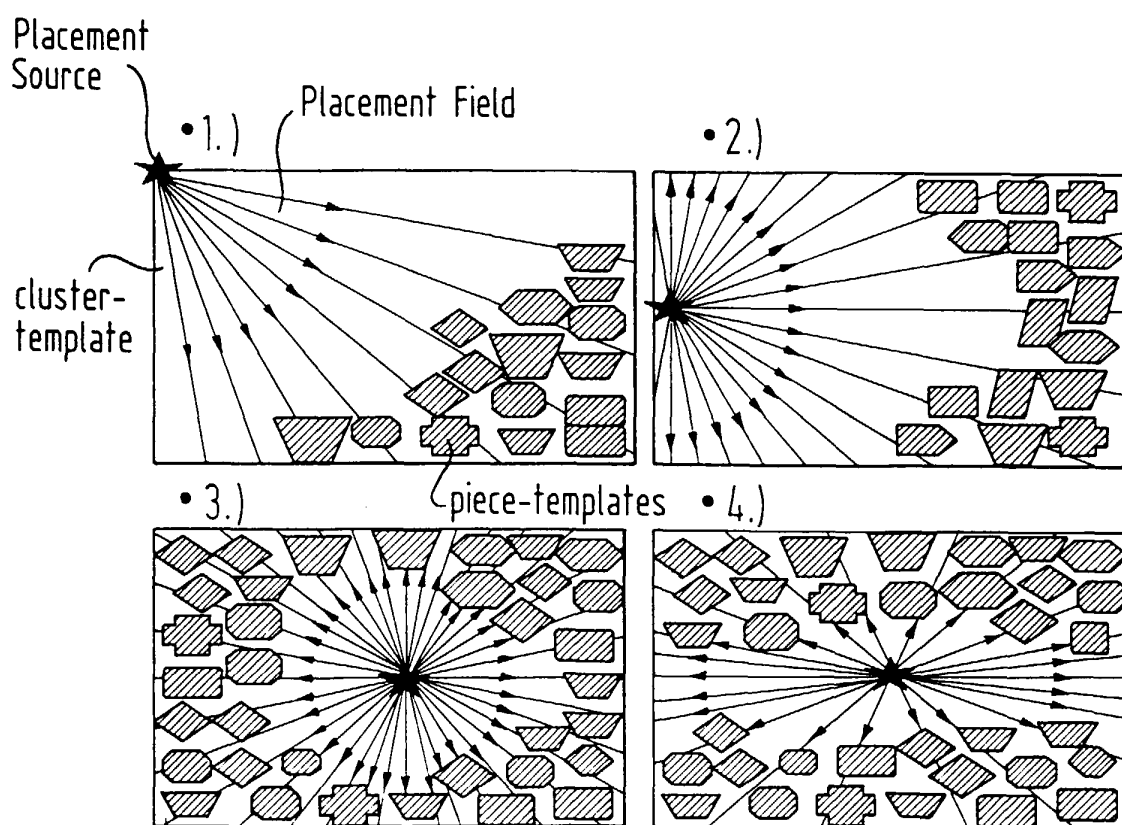 Placement
Source
Placement Field
• 1.)
• 2.)
cluster-
template
piece-templates
• 3.)
• 4.)